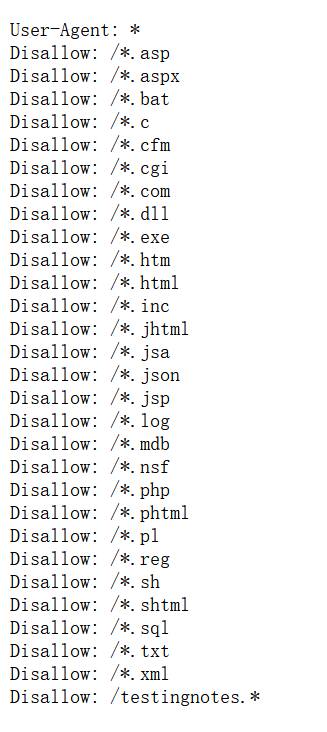 User-Agent: *
Disallow: /*.asp
Disallow: /*.aspx
Disallow: /*.bat
Disallow: /*.c
Disallow: /*.cfm
Disallow: /*.cgi
Disallow: /*.com
Disallow: /*.dll
Disallow: /*.exe
Disallow: /*.htm
Disallow: /*.html
Disallow: /*.inc
Disallow: /*.jhtml
Disallow: /*.jsa
Disallow: /*.json
Disallow: /*.jsp
Disallow: /*.log
Disallow: /*.mdb
Disallow: /*.nsf
Disallow: /*.php
Disallow: /*.phtml
Disallow: /*.pl
Disallow: /*.reg
Disallow: /*.sh
Disallow: /*.shtml
Disallow: /*.sql
Disallow: /*.txt
Disallow: /*.xml
Disallow: /testingnotes.*